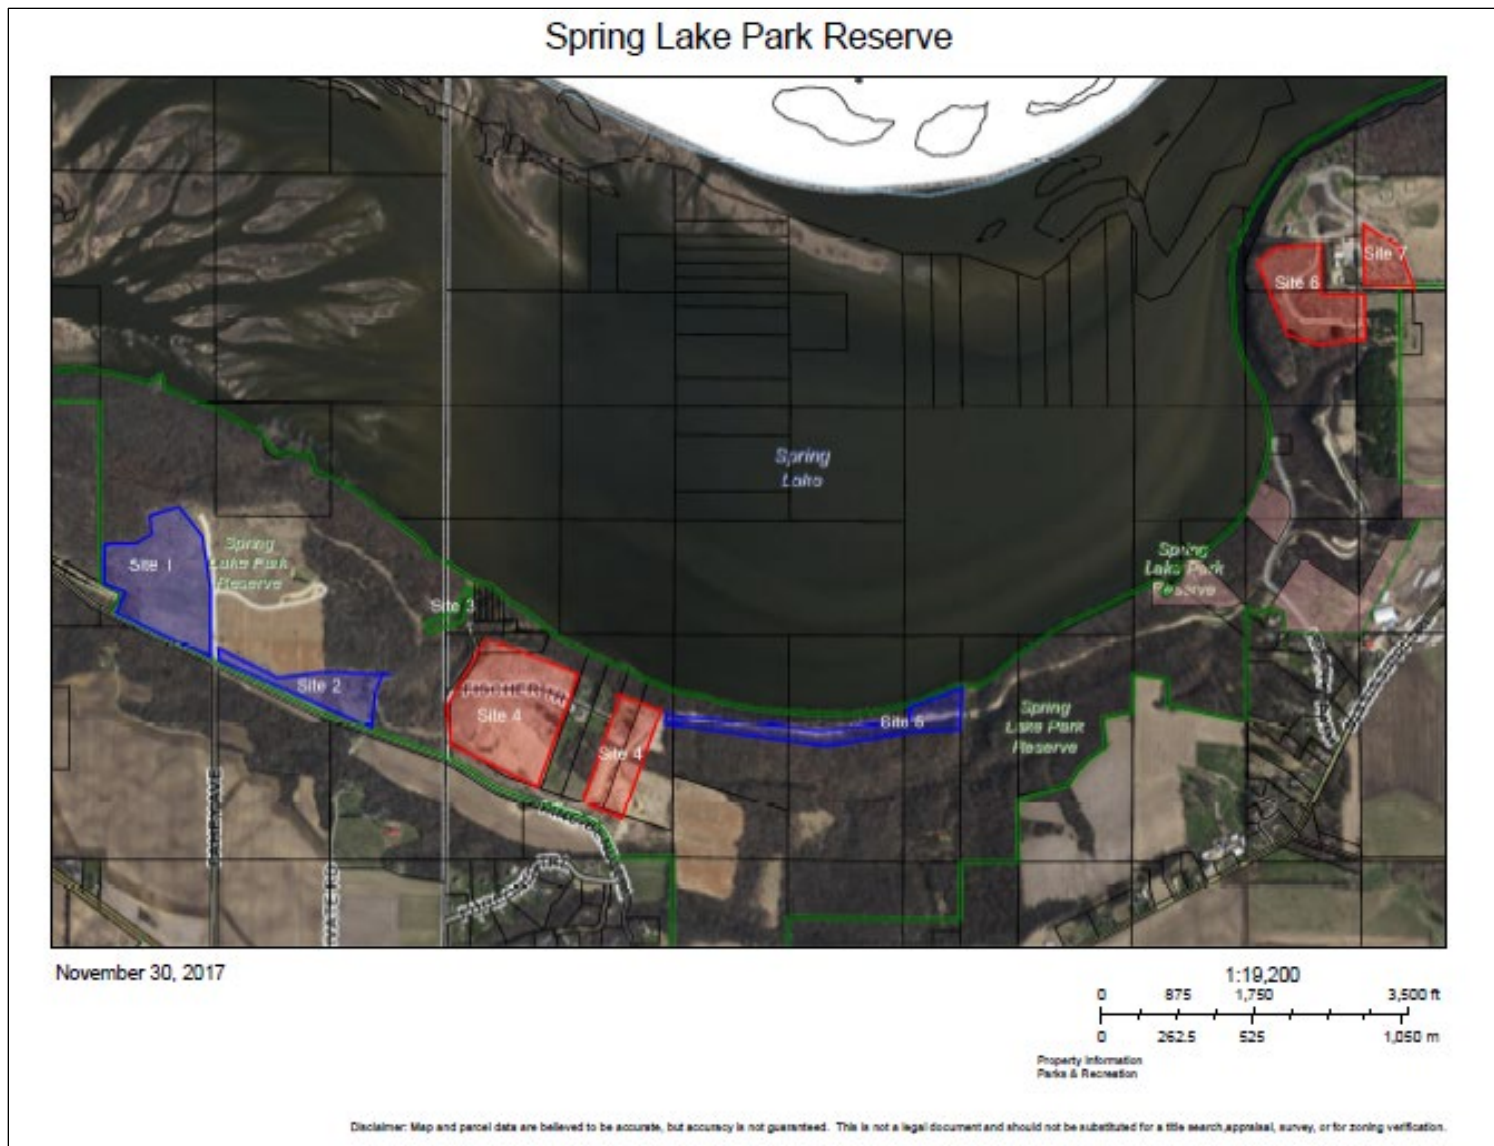 Spring Lake Park Reserve
Site 7
Site 6
Spring
Lake
Spring
Lake Park
Reserve
Site 1
Spring
Lake Park
Reserve
Site 3
Site 2
FISCHER
Site 4
Site 4
Site 5
Spring
Lake Park
Reserve
November 30, 2017
1:19,200
0 875 1,750 3,500 ft
0 262.5 525 1,050 m
Property Information
Parks & Recreation
Disclaimer: Map and parcel data are believed to be accurate, but accuracy is not guaranteed. This is not a legal document and should not be substituted for a title search,appraisal, survey, or for zoning verification.